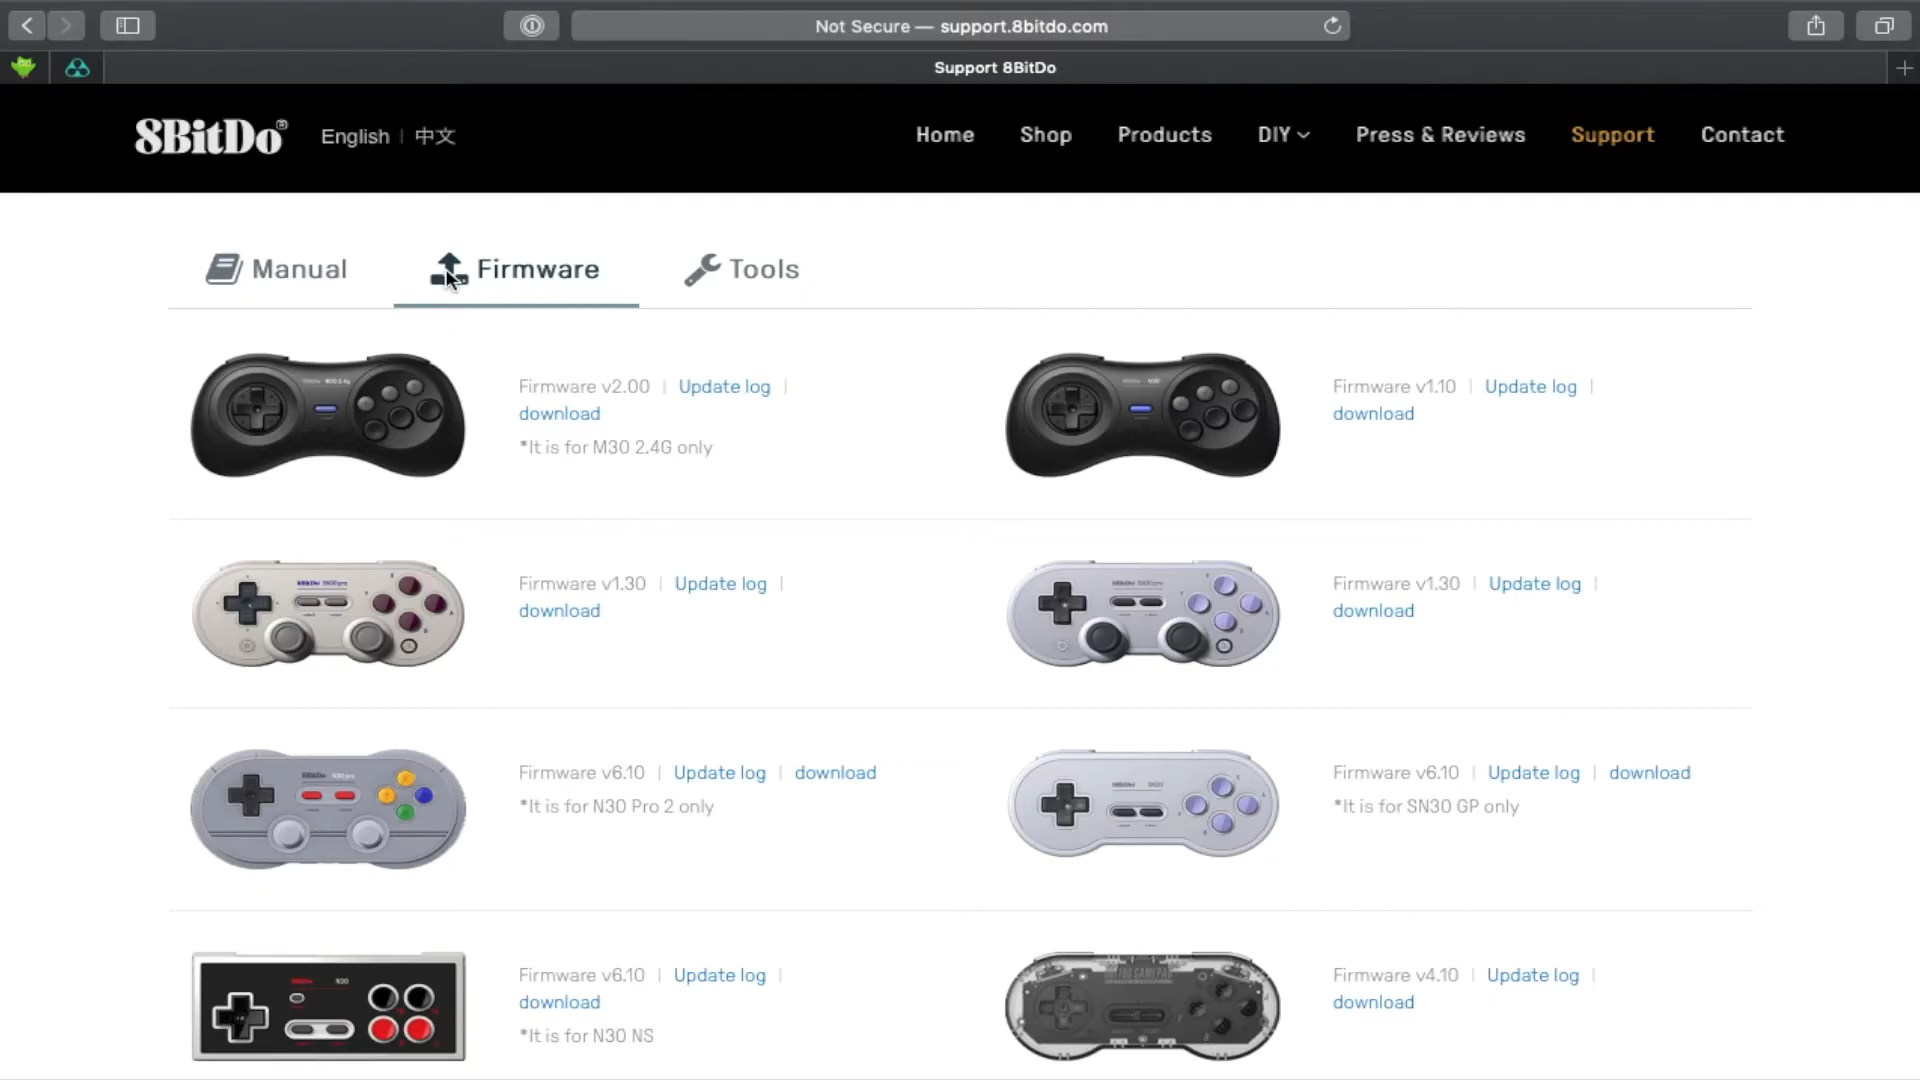 Not Secure — support.8bitdo.com
Support 8BitDo
8BitDo® English | 中文 Home Shop Products DIY Press & Reviews Support Contact
Manual Firmware Tools
Firmware v2.00 | Update log |
download
*It is for M30 2.4G only
Firmware v1.10 | Update log |
download
Firmware v1.30 | Update log |
download
Firmware v1.30 | Update log |
download
Firmware v6.10 | Update log | download
*It is for N30 Pro 2 only
Firmware v6.10 | Update log | download
*It is for SN30 GP only
Firmware v6.10 | Update log |
download
*It is for N30 NS
Firmware v4.10 | Update log |
download